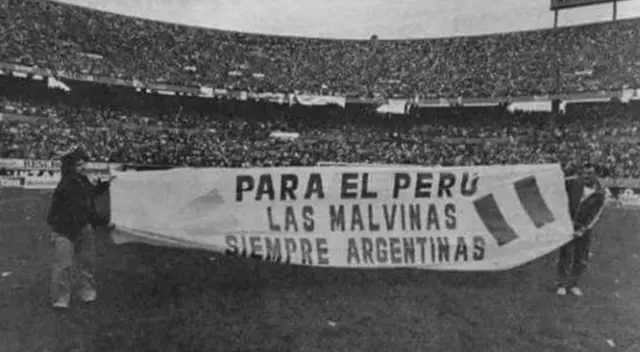 PARA EL PERÚ
LAS MALVINAS
SIEMPRE ARGENTINAS